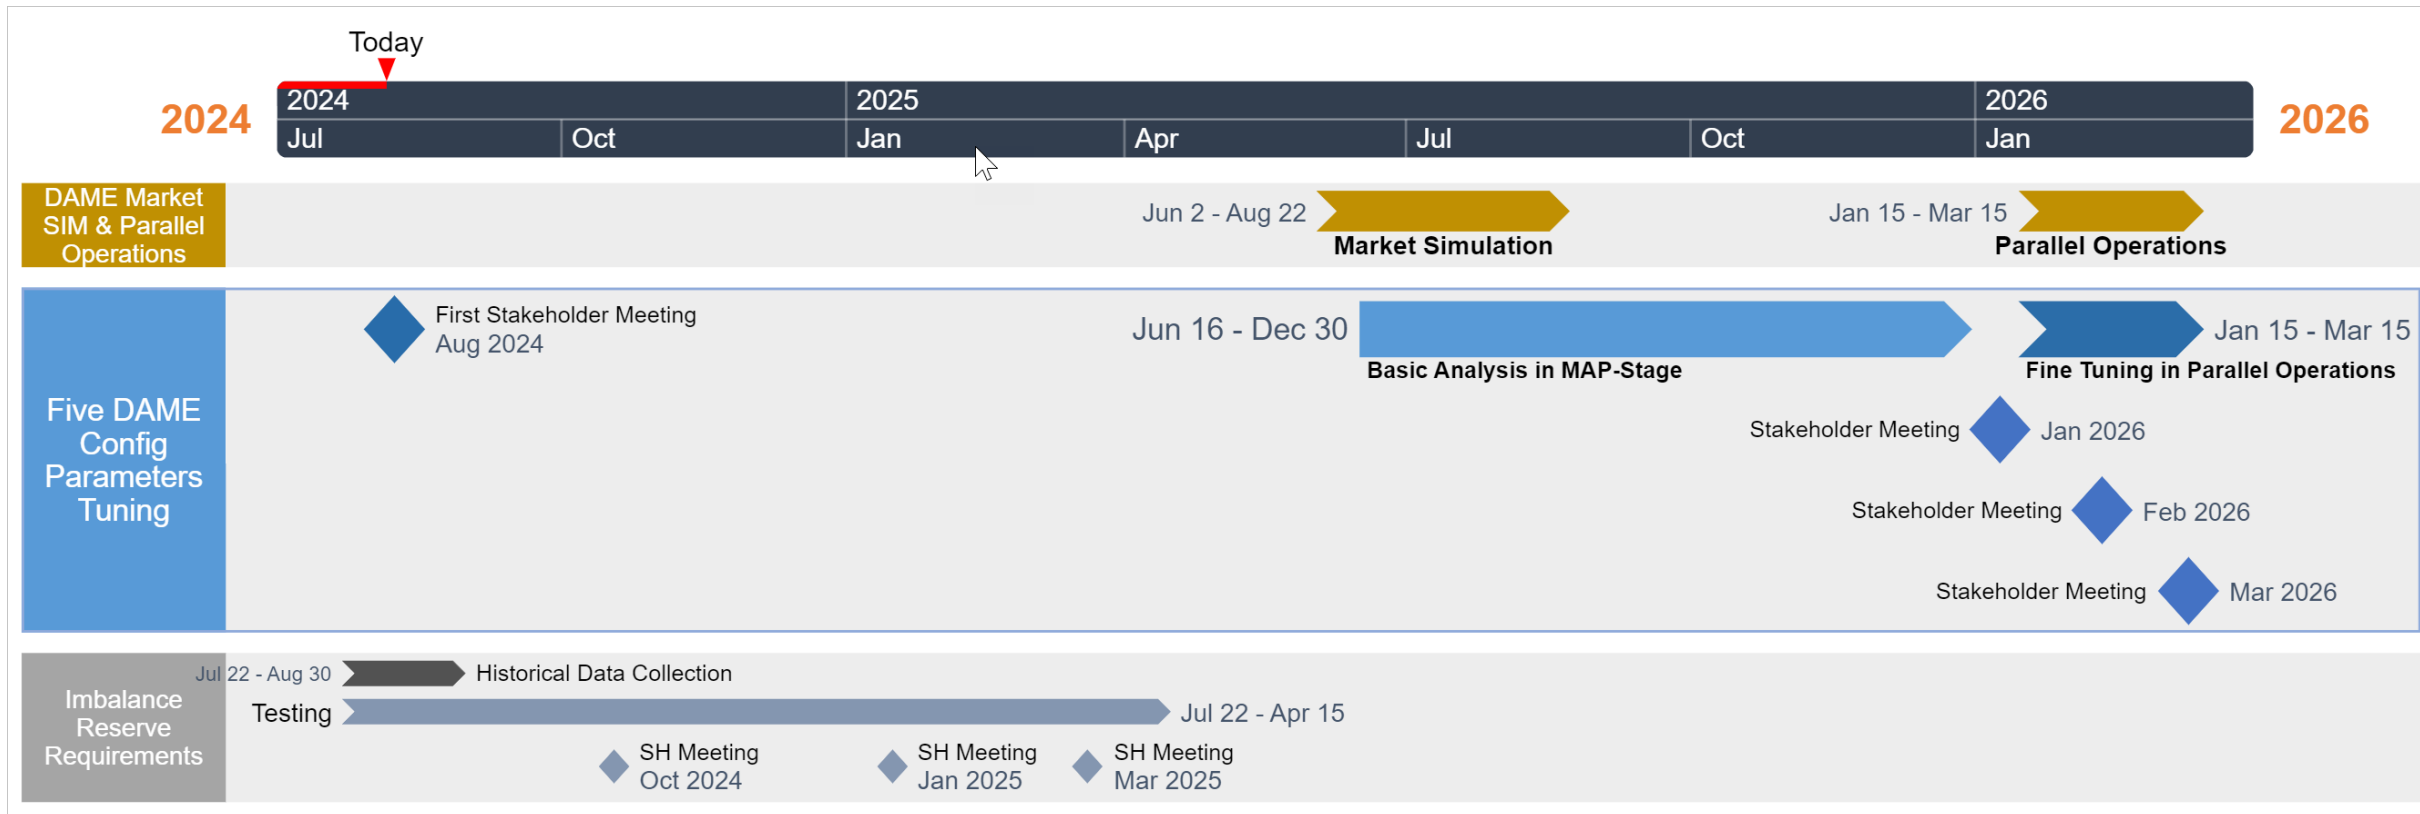 Today
2024
2024
2025
2026
2026
Jul
Oct
Jan
Apr
Jul
Oct
Jan
DAME Market
SIM & Parallel
Operations
Jun 2 - Aug 22
Market Simulation
Jan 15 - Mar 15
Parallel Operations
Five DAME
Config
Parameters
Tuning
First Stakeholder Meeting
Aug 2024
Jun 16 - Dec 30
Basic Analysis in MAP-Stage
Jan 15 - Mar 15
Fine Tuning in Parallel Operations
Stakeholder Meeting
Jan 2026
Stakeholder Meeting
Feb 2026
Stakeholder Meeting
Mar 2026
Imbalance
Reserve
Requirements
Jul 22 - Aug 30
Historical Data Collection
Testing
Jul 22 - Apr 15
SH Meeting
Oct 2024
SH Meeting
Jan 2025
SH Meeting
Mar 2025